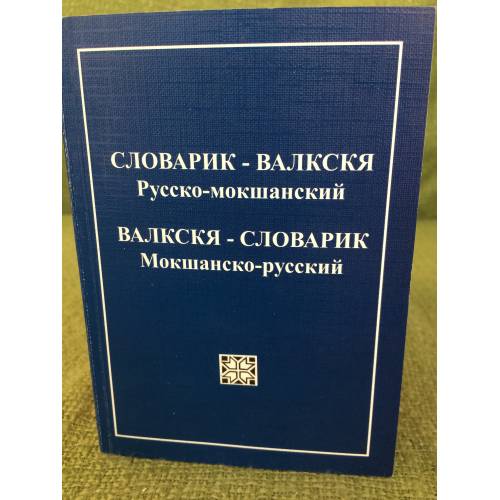 СЛОВАРИК - ВАЛКСКЯ
Русско-мокшанский
ВАЛКСКЯ - СЛОВАРИК
Мокшанско-русский